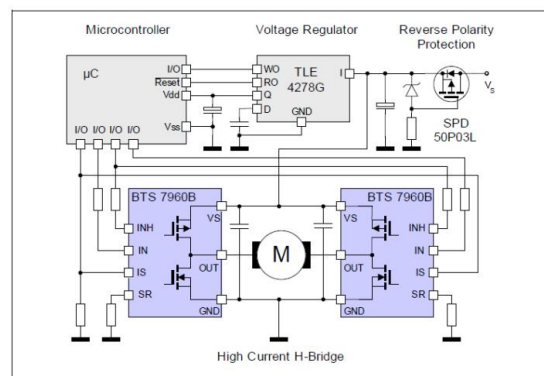 Microcontroller
Voltage Regulator
Reverse Polarity
Protection
µC
I/O
Reset
Vdd
Vss
I/O I/O I/O I/O
WO
RO
Q
D
TLE
4278G
I
GND
V_S
SPD
50P03L
BTS 7960B
VS
INH
IN
IS
SR
OUT
GND
M
BTS 7960B
VS
INH
IN
IS
SR
OUT
GND
High Current H-Bridge